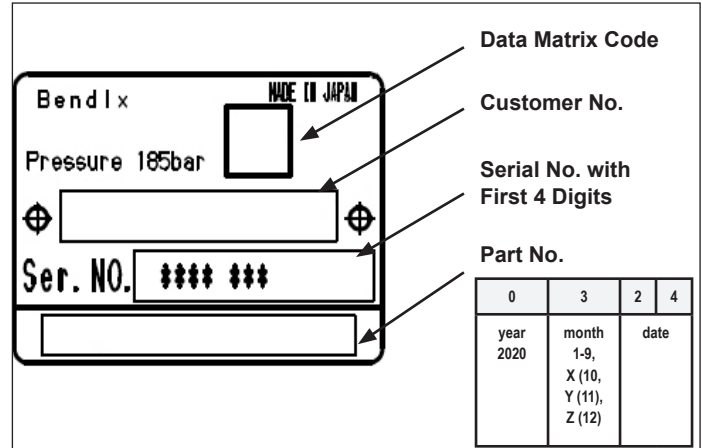 Data Matrix Code
Bendix
MADE IN JAPAN
Customer No.
Pressure 185bar
Serial No. with
First 4 Digits
Ser. NO. **** ***
Part No.
0 3 2 4
year
2020
month
1-9,
X (10,
Y (11),
Z (12)
date